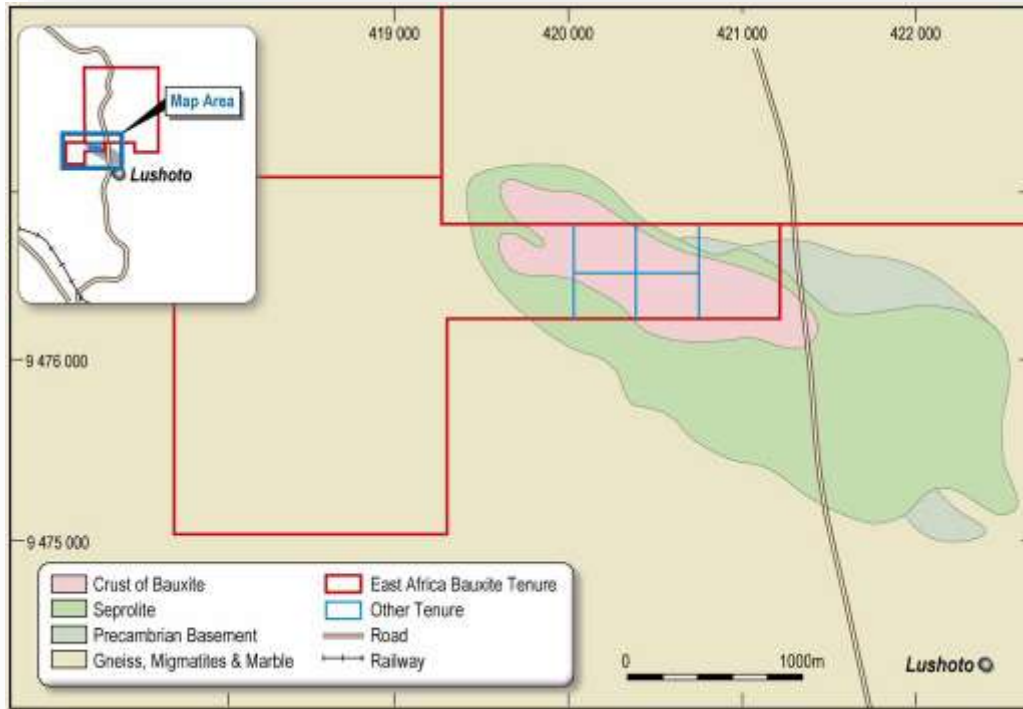 419 000
420 000
421 000
422 000
Map Area
Lushoto
9 476 000
9 475 000
Crust of Bauxite
Seprolite
Precambrian Basement
Gneiss, Migmatites & Marble
East Africa Bauxite Tenure
Other Tenure
Road
Railway
0 1000m
Lushoto